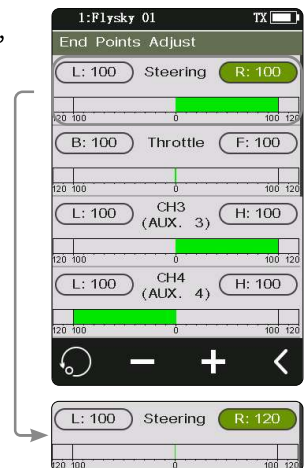 ,
1:Flysky 01 TX
End Points Adjust
L: 100 Steering R: 100
120 100 0 100 120
B: 100 Throttle F: 100
120 100 0 100 120
L: 100 CH3 (AUX. 3) H: 100
120 100 0 100 120
L: 100 CH4 (AUX. 4) H: 100
120 100 0 100 120
L: 100 Steering R: 120
120 100 0 100 120